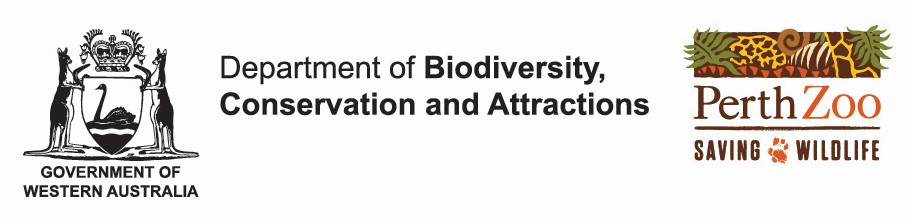 GOVERNMENT OF
WESTERN AUSTRALIA
Department of Biodiversity,
Conservation and Attractions
Perth Zoo
SAVING WILDLIFE